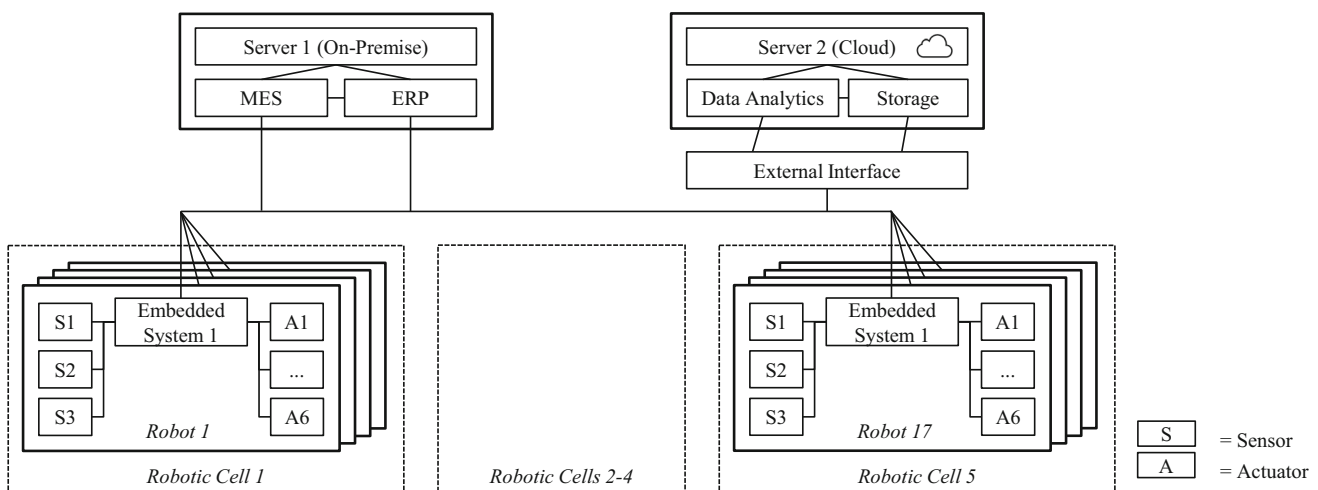 Server 1 (On-Premise)
MES
ERP
Server 2 (Cloud)
Data Analytics
Storage
External Interface
S1
S2
S3
Embedded
System 1
A1
...
A6
Robot 1
Robotic Cell 1
Robotic Cells 2-4
S1
S2
S3
Embedded
System 1
A1
...
A6
Robot 17
Robotic Cell 5
S = Sensor
A = Actuator